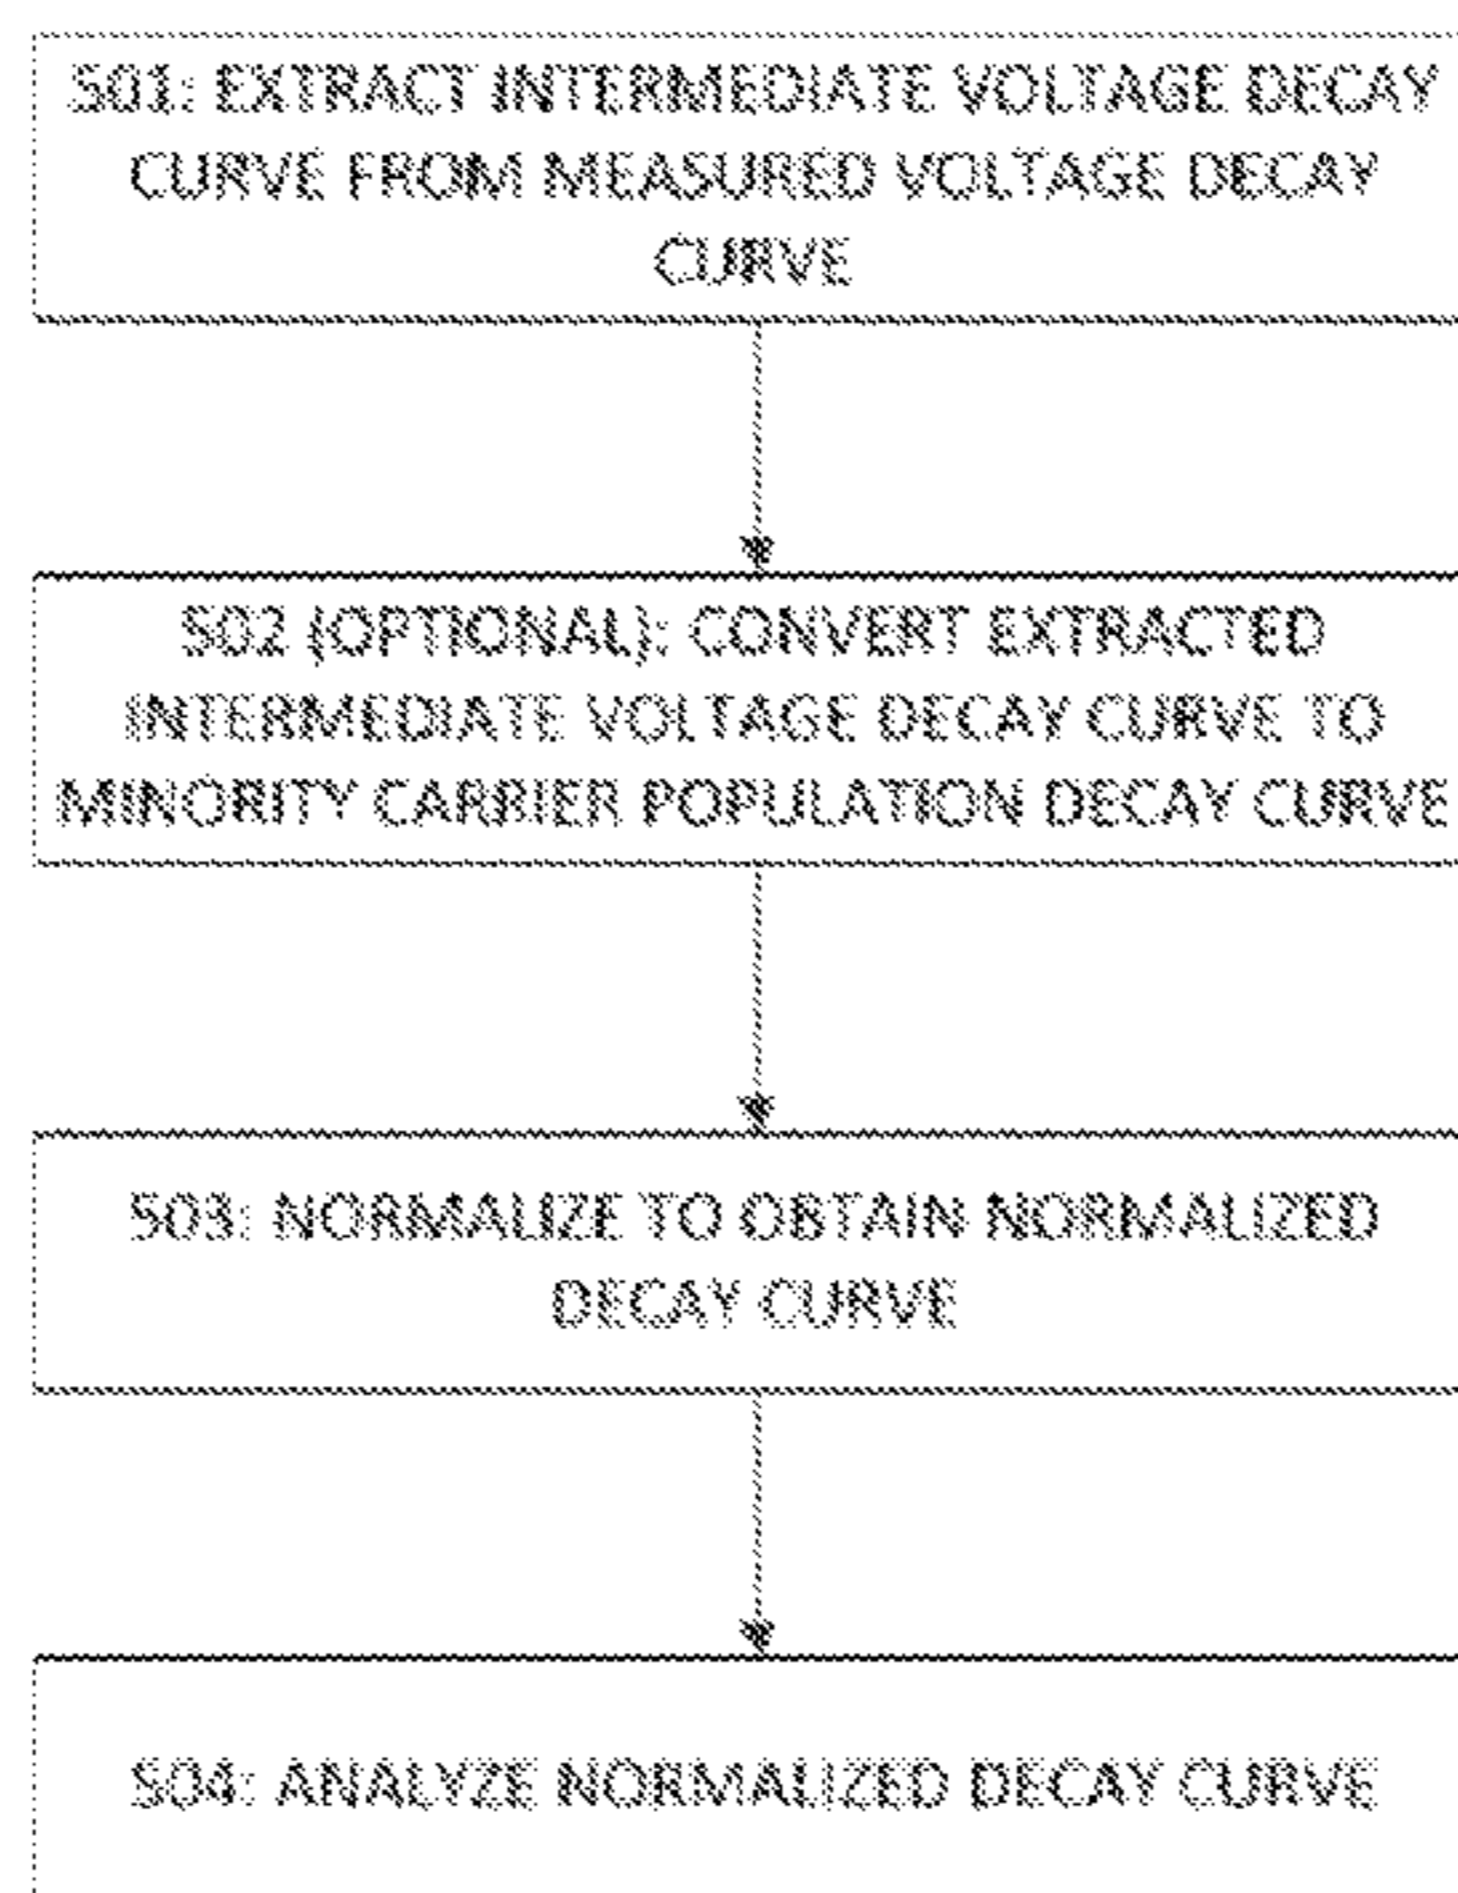 S01: EXTRACT INTERMEDIATE VOLTAGE DECAY
CURVE FROM MEASURED VOLTAGE DECAY
CURVE
S02 (OPTIONAL): CONVERT EXTRACTED
INTERMEDIATE VOLTAGE DECAY CURVE TO
MINORITY CARRIER POPULATION DECAY CURVE
S03: NORMALIZE TO OBTAIN NORMALIZED
DECAY CURVE
S04: ANALYZE NORMALIZED DECAY CURVE